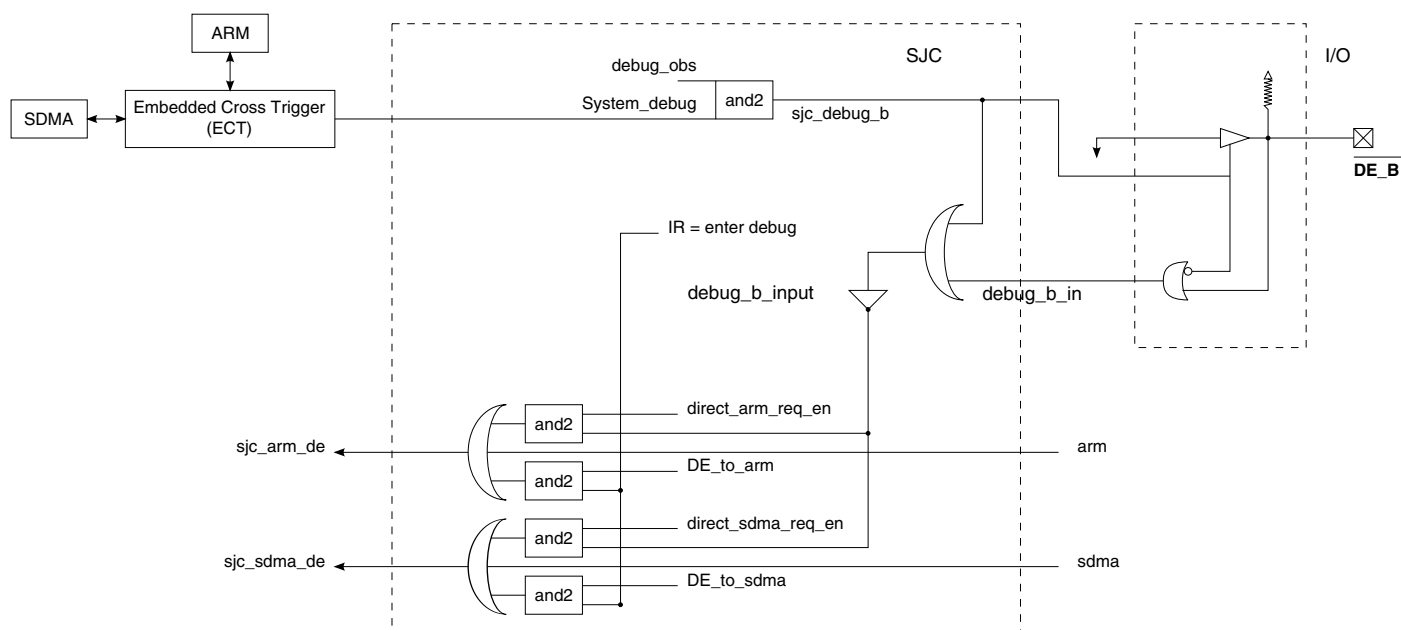 ARM
SJC
I/O
debug_obs
SDMA
Embedded Cross Trigger
(ECT)
System_debug
and2
sjc_debug_b
DE_B
IR = enter debug
debug_b_input
debug_b_in
direct_arm_req_en
and2
sjc_arm_de
arm
DE_to_arm
and2
direct_sdma_req_en
and2
sjc_sdma_de
sdma
DE_to_sdma
and2